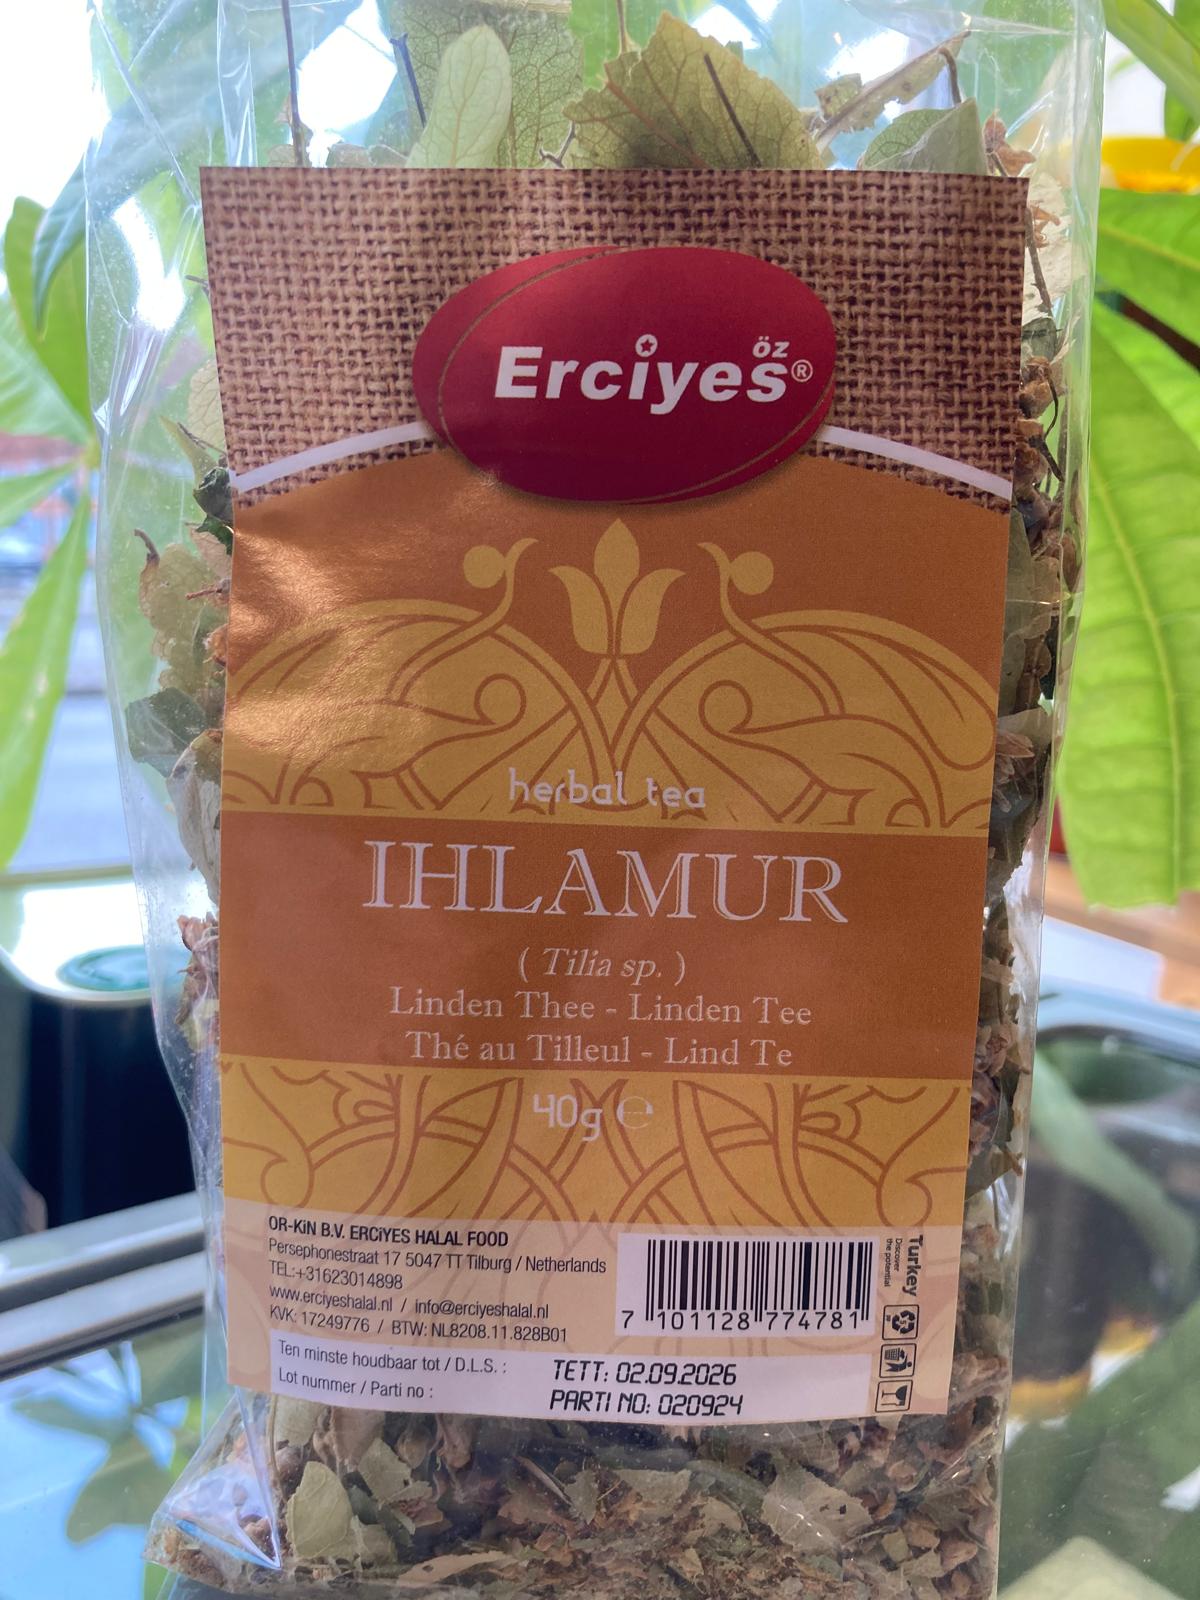 öz
Erciyes®
herbal tea
IHLAMUR
( Tilia sp. )
Linden Thee - Linden Tee
Thé au Tilleul - Lind Te
40g ℮
OR-KiN B.V. ERCiYES HALAL FOOD
Persephonestraat 17 5047 TT Tilburg / Netherlands
TEL:+31623014898
www.erciyeshalal.nl / info@erciyeshalal.nl
KVK: 17249776 / BTW: NL8208.11.828B01
7 101128 774781
Turkey
Discover
the potential
Ten minste houdbaar tot / D.L.S. : TETT: 02.09.2026
Lot nummer / Parti no : PARTI NO: 020924